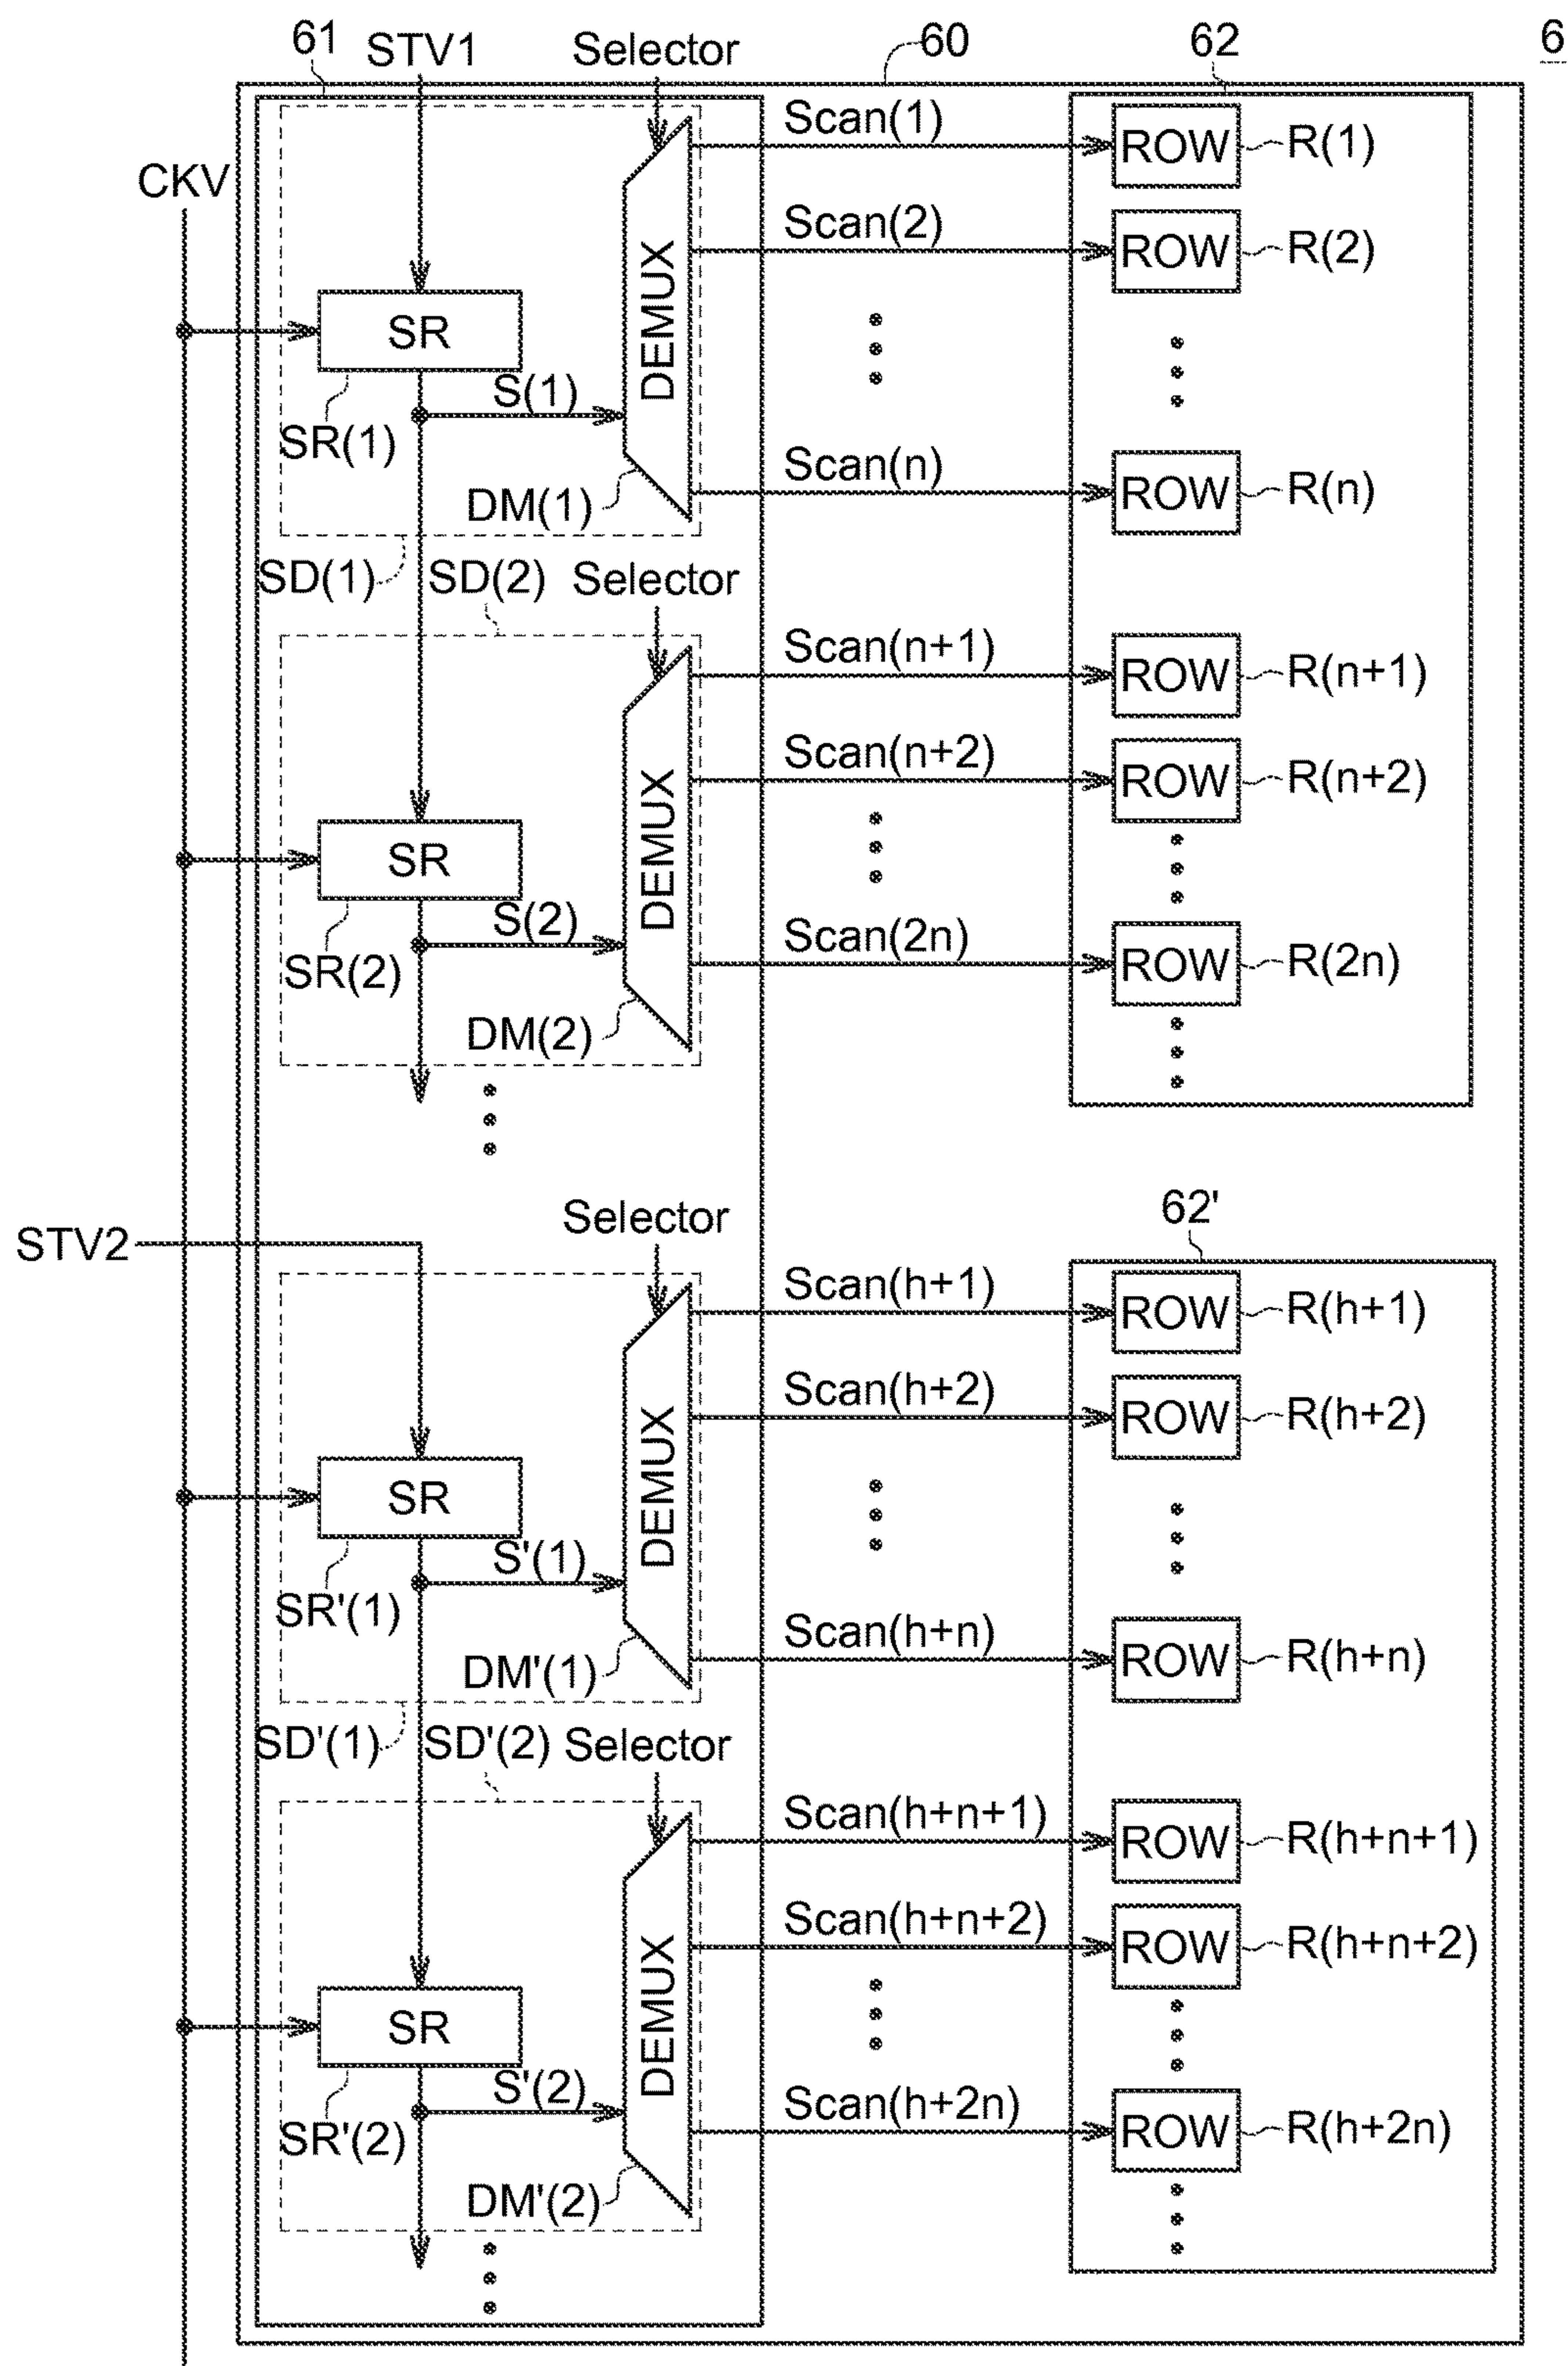 61
STV1
Selector
60
62
6
CKV
Scan(1)
ROW
R(1)
Scan(2)
ROW
R(2)
SR
DEMUX
S(1)
SR(1)
Scan(n)
ROW
R(n)
DM(1)
SD(1)
SD(2)
Selector
Scan(n+1)
ROW
R(n+1)
Scan(n+2)
ROW
R(n+2)
SR
DEMUX
S(2)
SR(2)
Scan(2n)
ROW
R(2n)
DM(2)
STV2
Selector
62'
Scan(h+1)
ROW
R(h+1)
Scan(h+2)
ROW
R(h+2)
SR
DEMUX
S'(1)
SR'(1)
Scan(h+n)
ROW
R(h+n)
DM'(1)
SD'(1)
SD'(2)
Selector
Scan(h+n+1)
ROW
R(h+n+1)
Scan(h+n+2)
ROW
R(h+n+2)
SR
DEMUX
S'(2)
SR'(2)
Scan(h+2n)
ROW
R(h+2n)
DM'(2)